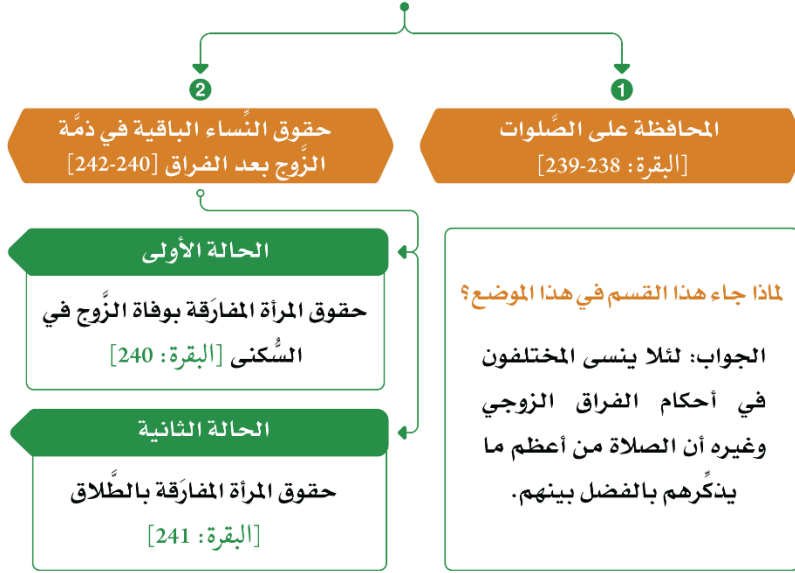 1
المحافظة على الصَّلوات
[البقرة: 238-239]
لماذا جاء هذا القسم في هذا الموضع؟
الجواب: لئلا ينسى المختلفون
في أحكام الفراق الزوجي
وغيره أن الصلاة من أعظم ما
يذكِّرهم بالفضل بينهم.
2
حقوق النِّساء الباقية في ذمَّة
الزَّوج بعد الفراق [240-242]
الحالة الأولى
حقوق المرأة المفارَقة بوفاة الزَّوج في
السُّكنى [البقرة: 240]
الحالة الثانية
حقوق المرأة المفارَقة بالطَّلاق
[البقرة: 241]